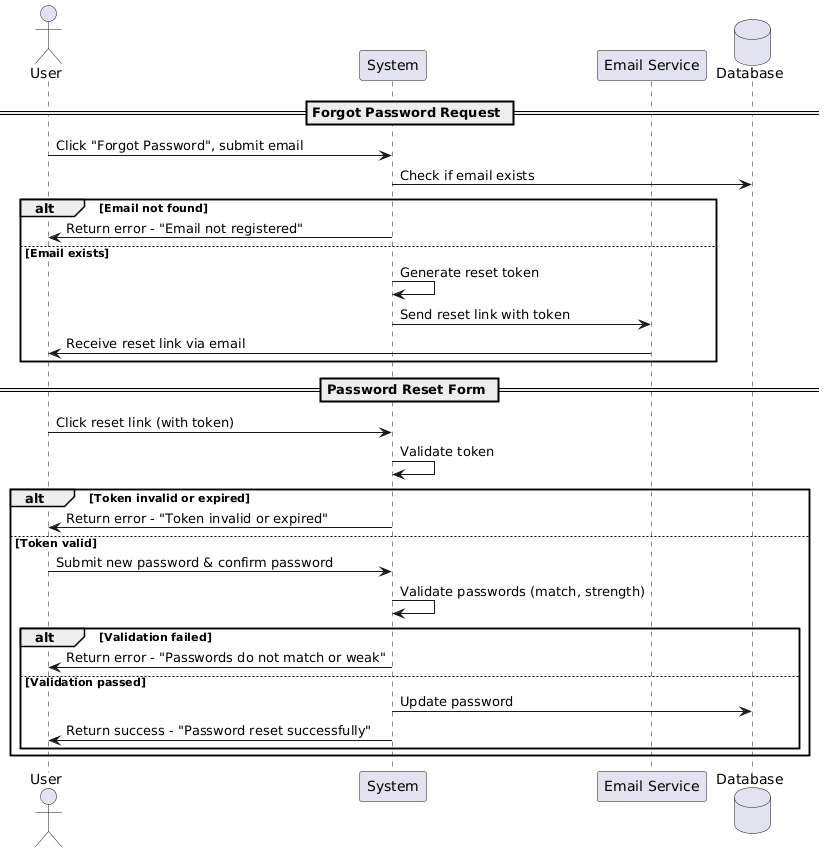 User
System
Email Service
Database
Forgot Password Request
Click "Forgot Password", submit email
Check if email exists
alt [Email not found]
Return error - "Email not registered"
[Email exists]
Generate reset token
Send reset link with token
Receive reset link via email
Password Reset Form
Click reset link (with token)
Validate token
alt [Token invalid or expired]
Return error - "Token invalid or expired"
[Token valid]
Submit new password & confirm password
Validate passwords (match, strength)
alt [Validation failed]
Return error - "Passwords do not match or weak"
[Validation passed]
Update password
Return success - "Password reset successfully"
User
System
Email Service
Database